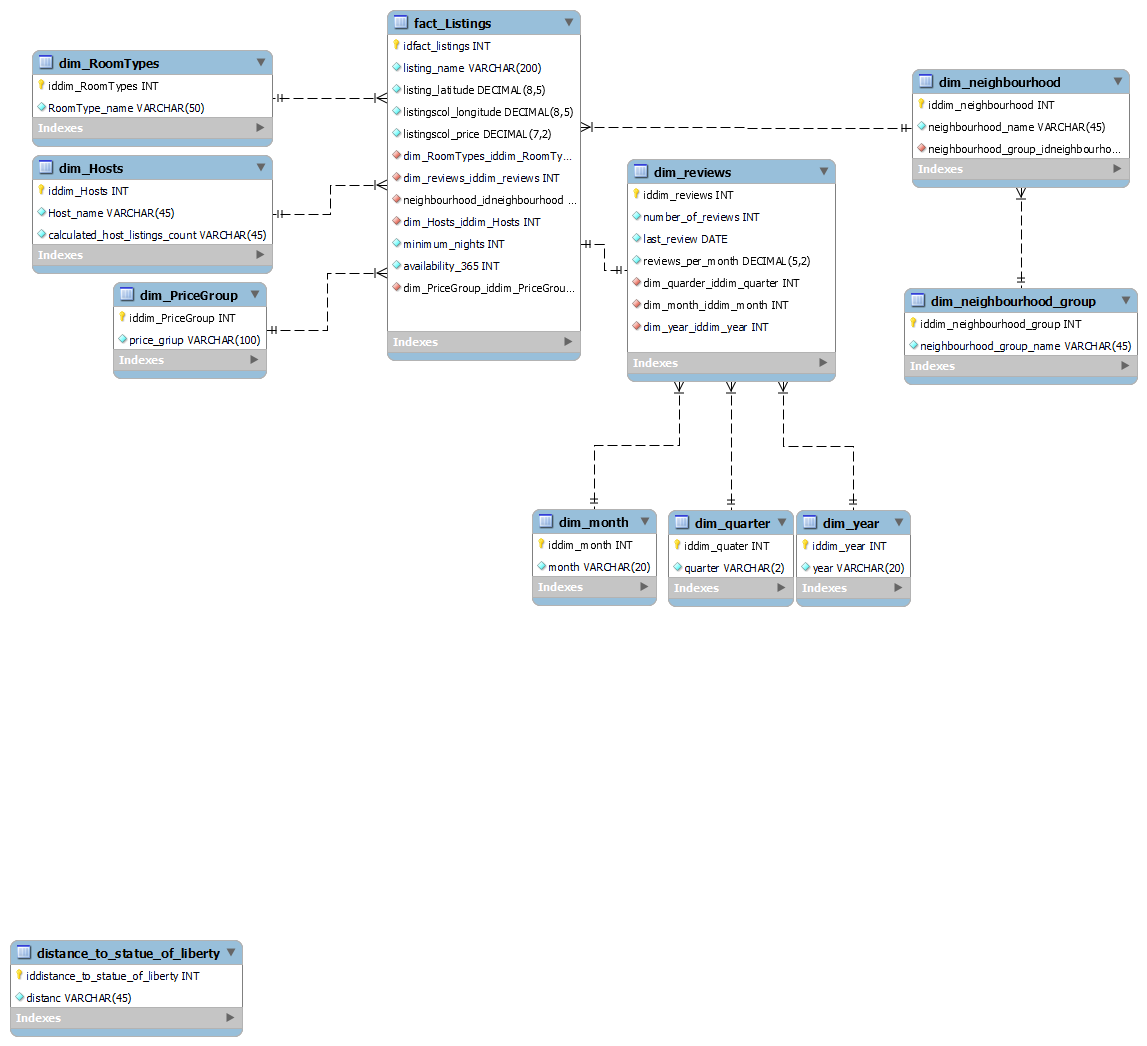 fact_Listings
idfact_listings INT
listing_name VARCHAR(200)
listing_latitude DECIMAL(8,5)
listingscol_longitude DECIMAL(8,5)
listingscol_price DECIMAL(7,2)
dim_RoomTypes_iddim_RoomTy...
dim_reviews_iddim_reviews INT
neighbourhood_idneighbourhood ...
dim_Hosts_iddim_Hosts INT
minimum_nights INT
availability_365 INT
dim_PriceGroup_iddim_PriceGrou...
Indexes
dim_RoomTypes
iddim_RoomTypes INT
RoomType_name VARCHAR(50)
Indexes
dim_Hosts
iddim_Hosts INT
Host_name VARCHAR(45)
calculated_host_listings_count VARCHAR(45)
Indexes
dim_PriceGroup
iddim_PriceGroup INT
price_griup VARCHAR(100)
Indexes
dim_neighbourhood
iddim_neighbourhood INT
neighbourhood_name VARCHAR(45)
neighbourhood_group_idneighbourho...
Indexes
dim_reviews
iddim_reviews INT
number_of_reviews INT
last_review DATE
reviews_per_month DECIMAL(5,2)
dim_quarder_iddim_quarter INT
dim_month_iddim_month INT
dim_year_iddim_year INT
Indexes
dim_neighbourhood_group
iddim_neighbourhood_group INT
neighbourhood_group_name VARCHAR(45)
Indexes
dim_month
iddim_month INT
month VARCHAR(20)
Indexes
dim_quarter
iddim_quater INT
quarter VARCHAR(2)
Indexes
dim_year
iddim_year INT
year VARCHAR(20)
Indexes
distance_to_statue_of_liberty
iddistance_to_statue_of_liberty INT
distanc VARCHAR(45)
Indexes